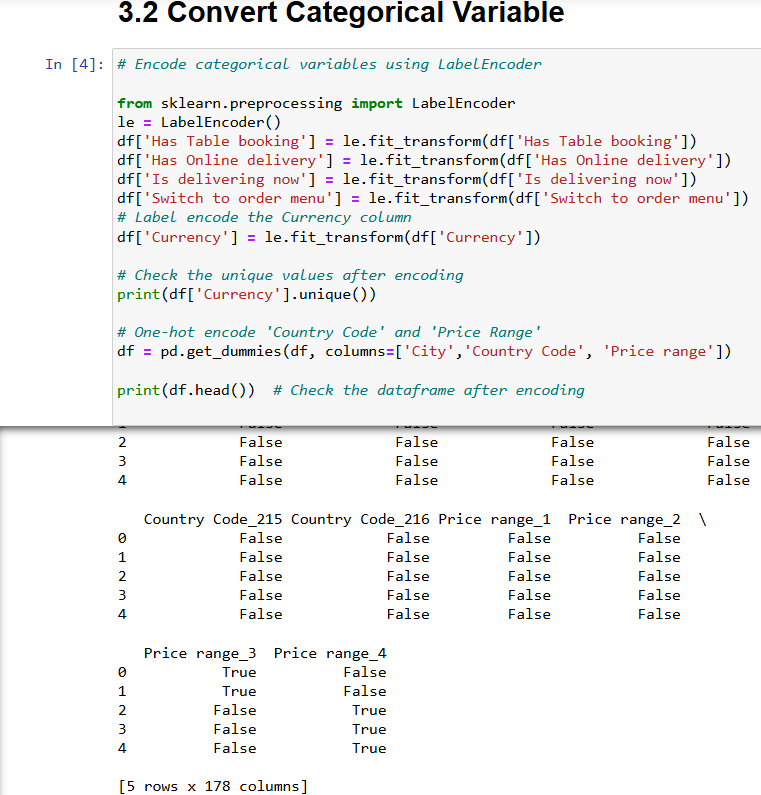 3.2 Convert Categorical Variable
In [4]: # Encode categorical variables using LabelEncoder
from sklearn.preprocessing import LabelEncoder
le = LabelEncoder()
df['Has Table booking'] = le.fit_transform(df['Has Table booking'])
df['Has Online delivery'] = le.fit_transform(df['Has Online delivery'])
df['Is delivering now'] = le.fit_transform(df['Is delivering now'])
df['Switch to order menu'] = le.fit_transform(df['Switch to order menu'])
# Label encode the Currency column
df['Currency'] = le.fit_transform(df['Currency'])
# Check the unique values after encoding
print(df['Currency'].unique())
# One-hot encode 'Country Code' and 'Price Range'
df = pd.get_dummies(df, columns=['City','Country Code', 'Price range'])
print(df.head())  # Check the dataframe after encoding
2 False False False False
3 False False False False
4 False False False False
Country Code_215 Country Code_216 Price range_1 Price range_2 \
0 False False False False
1 False False False False
2 False False False False
3 False False False False
4 False False False False
Price range_3 Price range_4
0 True False
1 True False
2 False True
3 False True
4 False True
[5 rows x 178 columns]